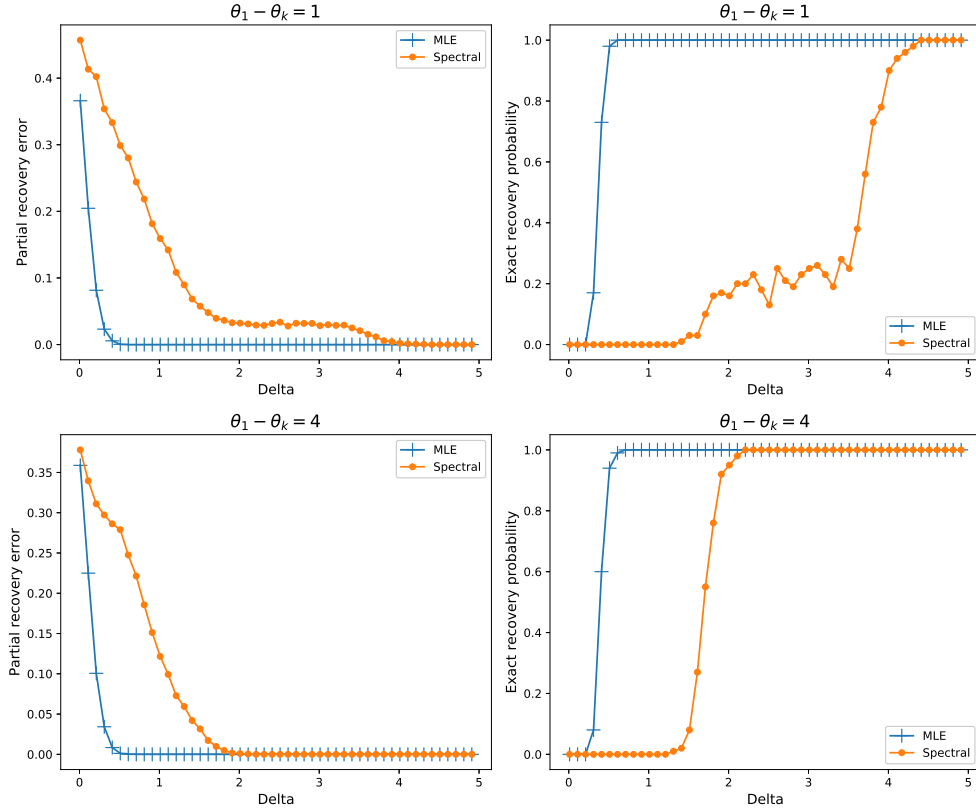 θ₁ − θₖ = 1
Partial recovery error
0.0
0.1
0.2
0.3
0.4
MLE
Spectral
0 1 2 3 4 5
Delta
θ₁ − θₖ = 1
Exact recovery probability
0.0
0.2
0.4
0.6
0.8
1.0
MLE
Spectral
0 1 2 3 4 5
Delta
θ₁ − θₖ = 4
Partial recovery error
0.00
0.05
0.10
0.15
0.20
0.25
0.30
0.35
MLE
Spectral
0 1 2 3 4 5
Delta
θ₁ − θₖ = 4
Exact recovery probability
0.0
0.2
0.4
0.6
0.8
1.0
MLE
Spectral
0 1 2 3 4 5
Delta